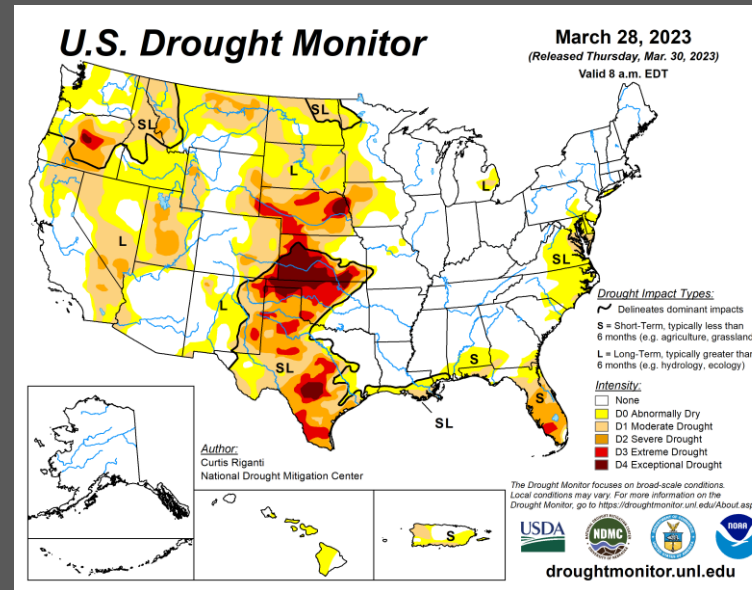 U.S. Drought Monitor
March 28, 2023
(Released Thursday, Mar. 30, 2023)
Valid 8 a.m. EDT
SL
SL
L
L
L
L
SL
SL
S
S
SL
Drought Impact Types:
Delineates dominant impacts
S = Short-Term, typically less than
6 months (e.g. agriculture, grassland
L = Long-Term, typically greater than
6 months (e.g. hydrology, ecology)
Intensity:
None
D0 Abnormally Dry
D1 Moderate Drought
D2 Severe Drought
D3 Extreme Drought
D4 Exceptional Drought
Author:
Curtis Riganti
National Drought Mitigation Center
S
The Drought Monitor focuses on broad-scale conditions.
Local conditions may vary. For more information on the
Drought Monitor, go to https://droughtmonitor.unl.edu/About.asp
USDA
NDMC
NOAA
droughtmonitor.unl.edu